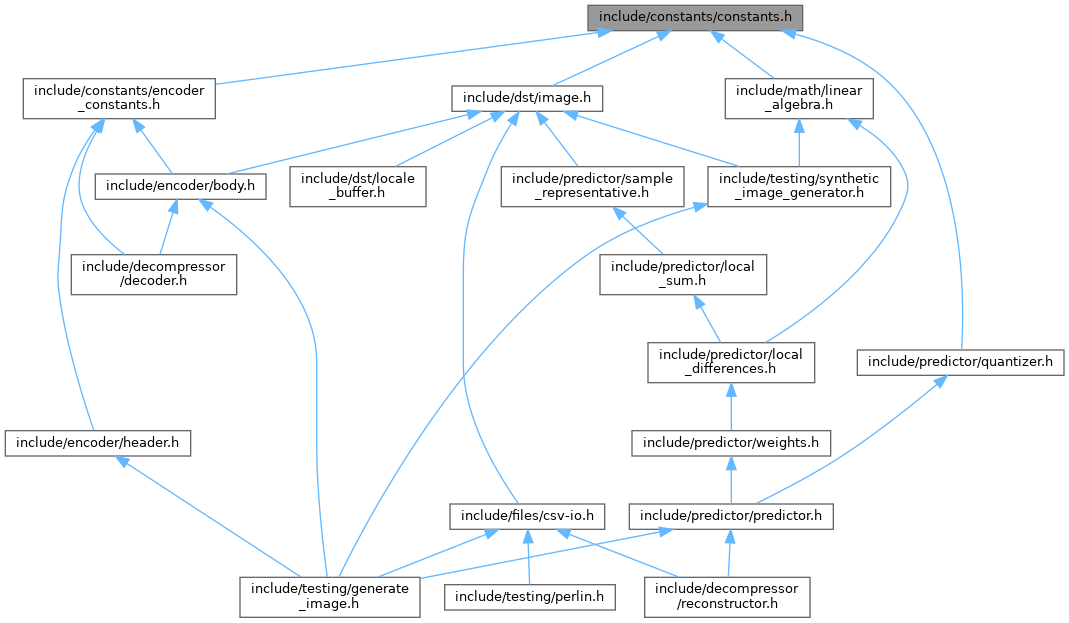 include/constants/constants.h
include/constants/encoder
_constants.h
include/dst/image.h
include/math/linear
_algebra.h
include/encoder/body.h
include/dst/locale
_buffer.h
include/predictor/sample
_representative.h
include/testing/synthetic
_image_generator.h
include/decompressor
/decoder.h
include/predictor/local
_sum.h
include/predictor/local
_differences.h
include/predictor/quantizer.h
include/encoder/header.h
include/predictor/weights.h
include/files/csv-io.h
include/predictor/predictor.h
include/testing/generate
_image.h
include/testing/perlin.h
include/decompressor
/reconstructor.h